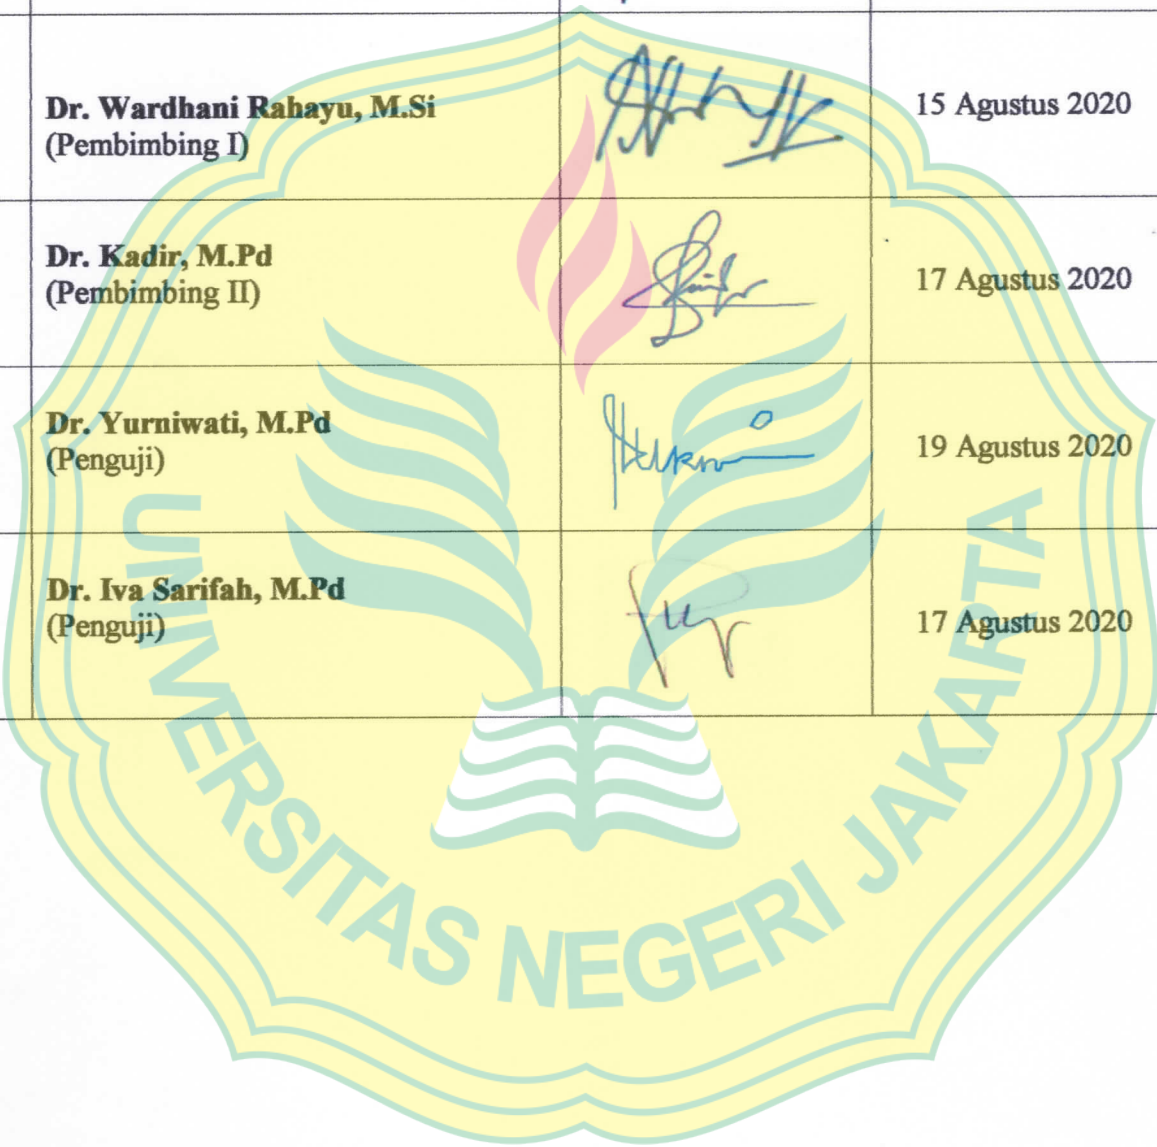 Dr. Wardhani Rahayu, M.Si
(Pembimbing I)
15 Agustus 2020
Dr. Kadir, M.Pd
(Pembimbing II)
17 Agustus 2020
Dr. Yurniwati, M.Pd
(Penguji)
19 Agustus 2020
Dr. Iva Sarifah, M.Pd
(Penguji)
17 Agustus 2020
UNIVERSITAS NEGERI JAKARTA